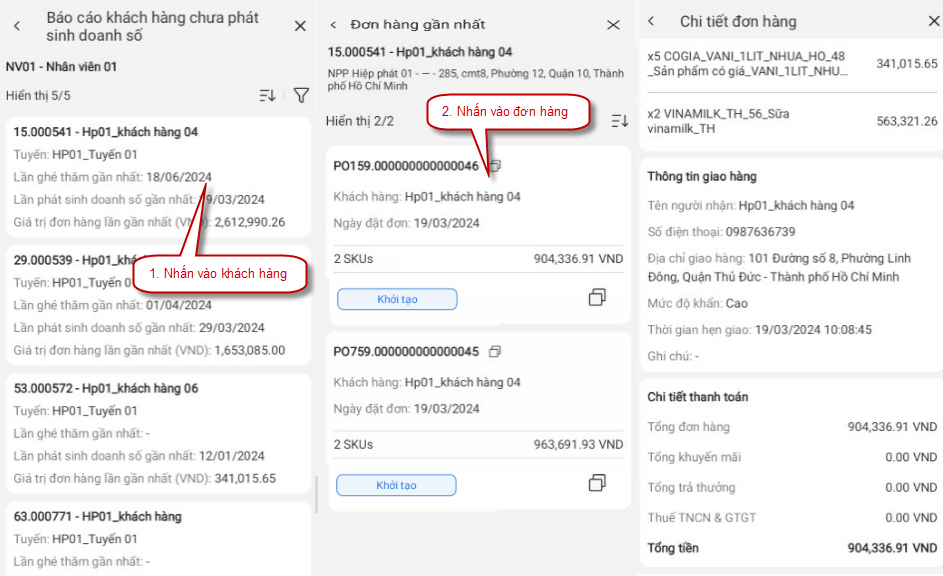 Báo cáo khách hàng chưa phát
sinh doanh số
NV01 - Nhân viên 01
Hiển thị 5/5
15.000541 - Hp01_khách hàng 04
Tuyến: HP01_Tuyến 01
Lần ghé thăm gần nhất: 18/06/2024
Lần phát sinh doanh số gần nhất: 9/03/2024
Giá trị đơn hàng lần gần nhất (VND): 2,612,990.26
29.000539 - Hp01_khá
Tuyến: HP01_Tuyến 0
1. Nhấn vào khách hàng
Lần ghé thăm gần nhất: 01/04/2024
Lần phát sinh doanh số gần nhất: 29/03/2024
Giá trị đơn hàng lần gần nhất (VND): 1,653,085.00
53.000572 - Hp01_khách hàng 06
Tuyến: HP01_Tuyến 01
Lần ghé thăm gần nhất: -
Lần phát sinh doanh số gần nhất: 12/01/2024
Giá trị đơn hàng lần gần nhất (VND): 341,015.65
63.000771 - HP01_khách hàng
Tuyến: HP01_Tuyến 01
Lần ghé thăm gần nhất: -
Đơn hàng gần nhất
15.000541 - Hp01_khách hàng 04
NPP Hiệp phát 01 - — - 285, cmt8, Phường 12, Quận 10, Thành
phố Hồ Chí Minh
Hiển thị 2/2
2. Nhấn vào đơn hàng
PO159.000000000000046
Khách hàng: Hp01_khách hàng 04
Ngày đặt đơn: 19/03/2024
2 SKUs 904,336.91 VND
Khởi tạo
PO759.000000000000045
Khách hàng: Hp01_khách hàng 04
Ngày đặt đơn: 19/03/2024
2 SKUs 963,691.93 VND
Khởi tạo
Chi tiết đơn hàng
x5 COGIA_VANI_1LIT_NHUA_HO_48
_Sản phẩm có giá_VANI_1LIT_NHU... 341,015.65
x2 VINAMILK_TH_56_Sữa
vinamilk_TH 563,321.26
Thông tin giao hàng
Tên người nhận: Hp01_khách hàng 04
Số điện thoại: 0987636739
Địa chỉ giao hàng: 101 Đường số 8, Phường Linh
Đông, Quận Thủ Đức - Thành phố Hồ Chí Minh
Mức độ khẩn: Cao
Thời gian hẹn giao: 19/03/2024 10:08:45
Ghi chú: -
Chi tiết thanh toán
Tổng đơn hàng 904,336.91 VND
Tổng khuyến mãi 0.00 VND
Tổng trả thưởng 0.00 VND
Thuế TNCN & GTGT 0.00 VND
Tổng tiền 904,336.91 VND